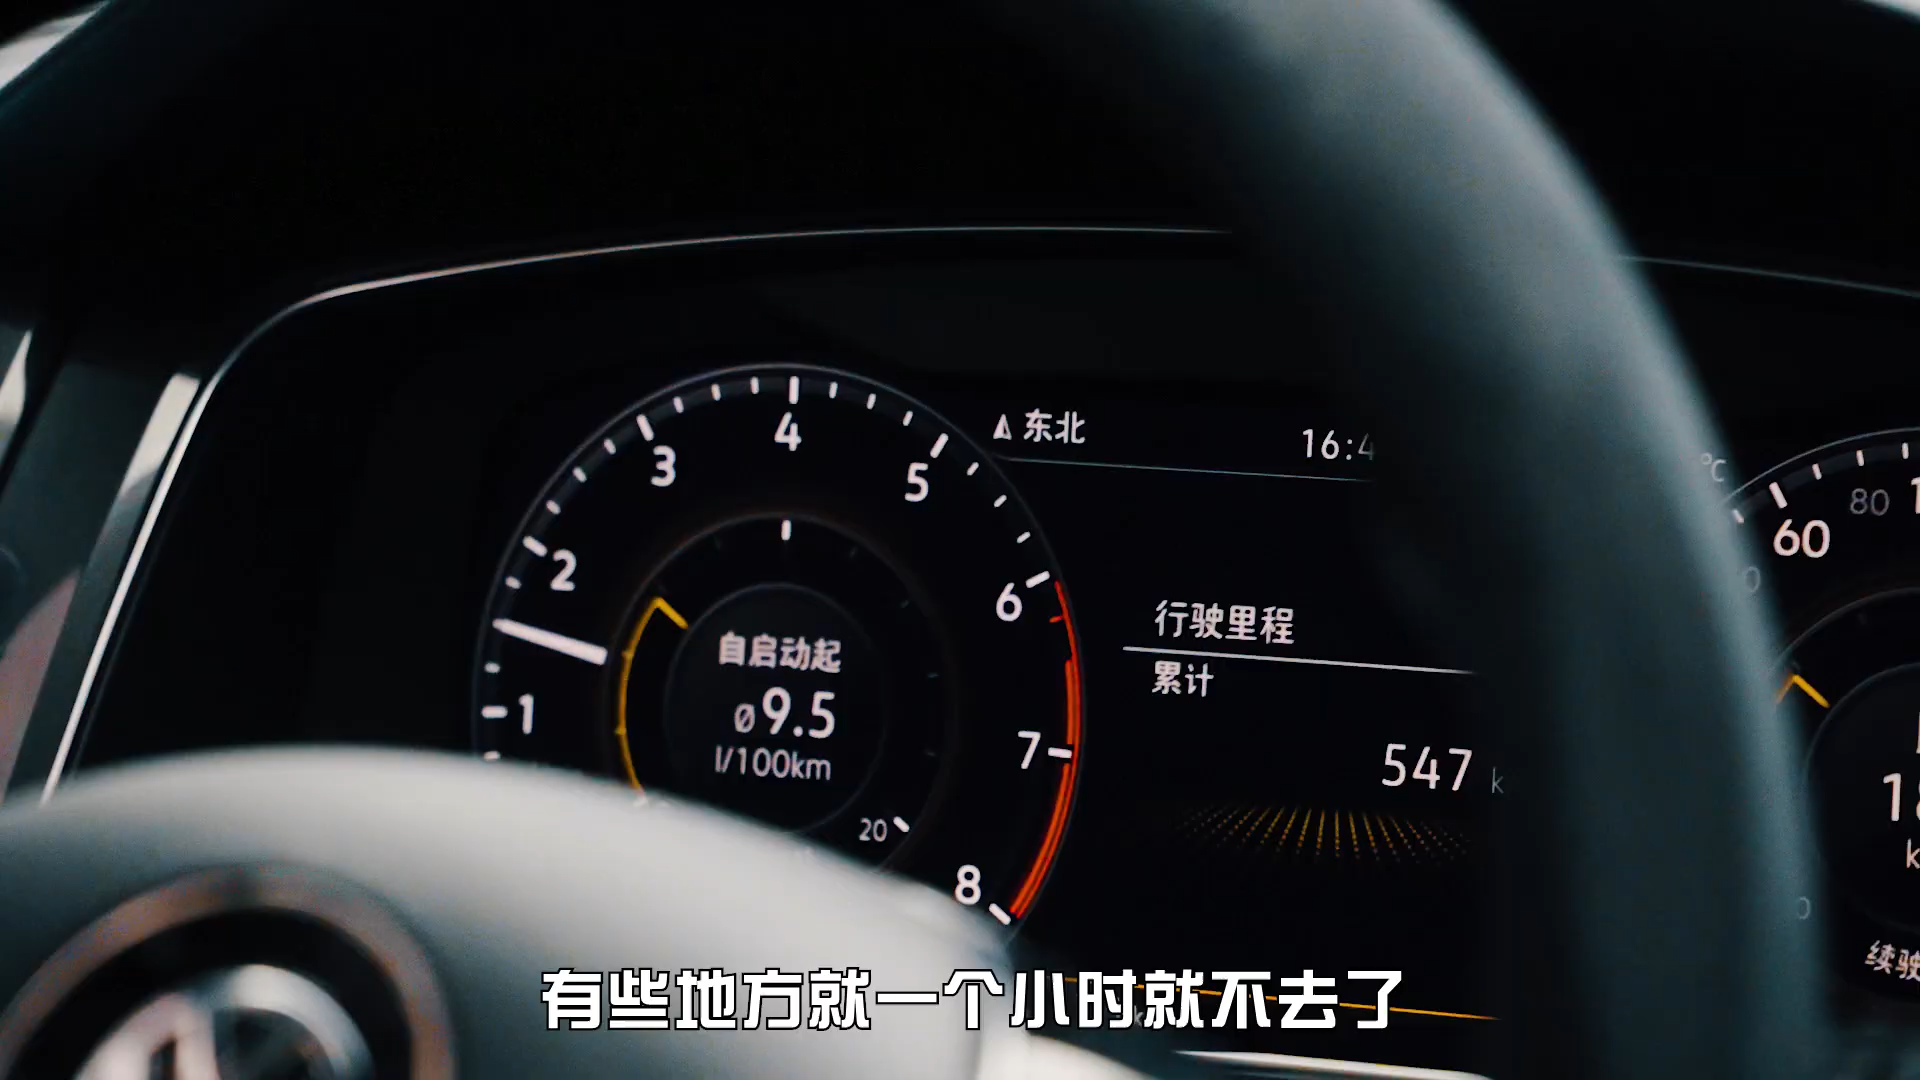 4
3
5
2
6
1
7
8
东北
16:4
自启动起
ø9.5
l/100km
20
行驶里程
累计
547 k
°C
80
60
续驶
有些地方就一个小时就不去了